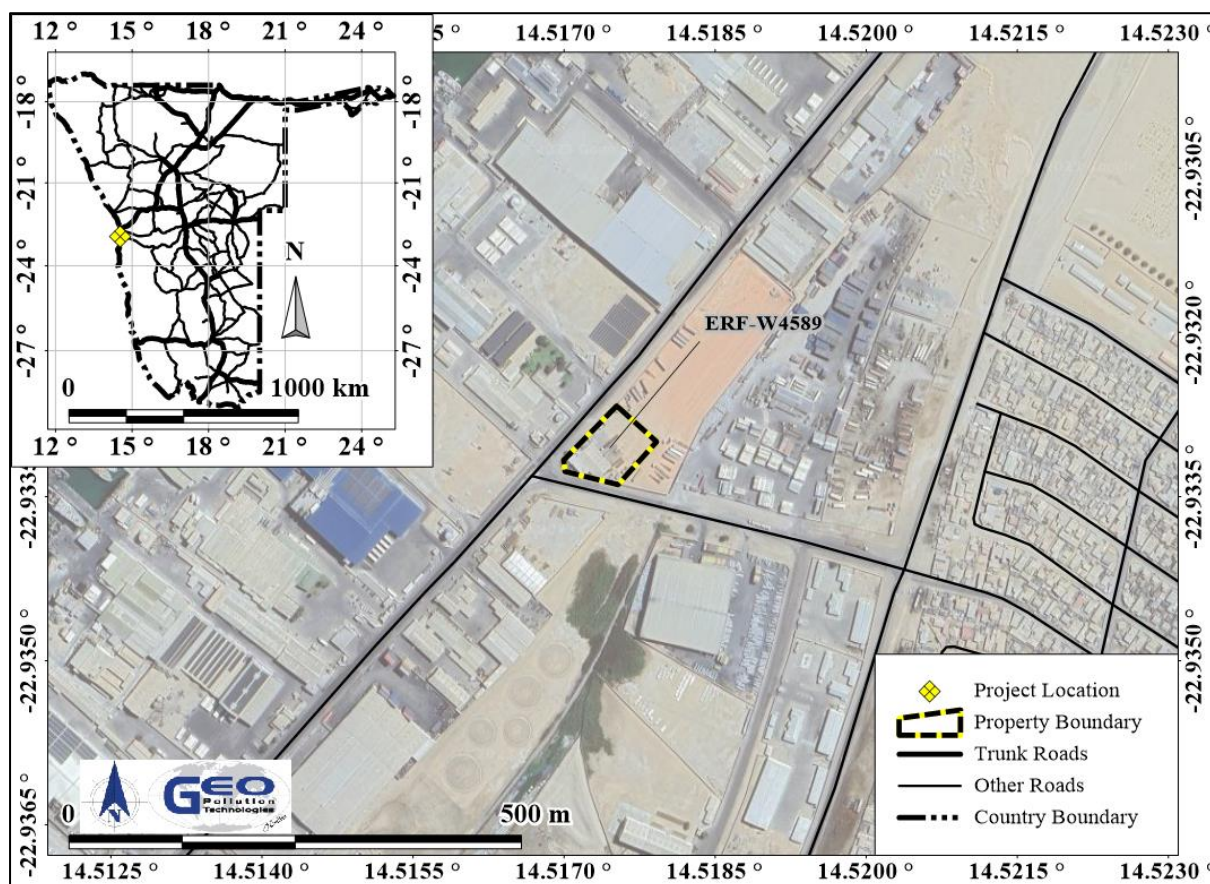 12 ° 15 ° 18 ° 21 ° 24 °
5 ° 14.5170 ° 14.5185 ° 14.5200 ° 14.5215 ° 14.5230 °
-18 °
-21 °
-24 °
-27 °
-18 °
-21 °
-24 °
-27 °
N
0 1000 km
12 ° 15 ° 18 ° 21 ° 24 °
-22.9335 °
-22.9350 °
-22.9365 °
-22.9305 °
-22.9320 °
-22.9335 °
-22.9350 °
ERF-W4589
Project Location
Property Boundary
Trunk Roads
Other Roads
Country Boundary
N
GEO
Pollution
Technologies
0 500 m
14.5125 ° 14.5140 ° 14.5155 ° 14.5170 ° 14.5185 ° 14.5200 ° 14.5215 ° 14.5230 °